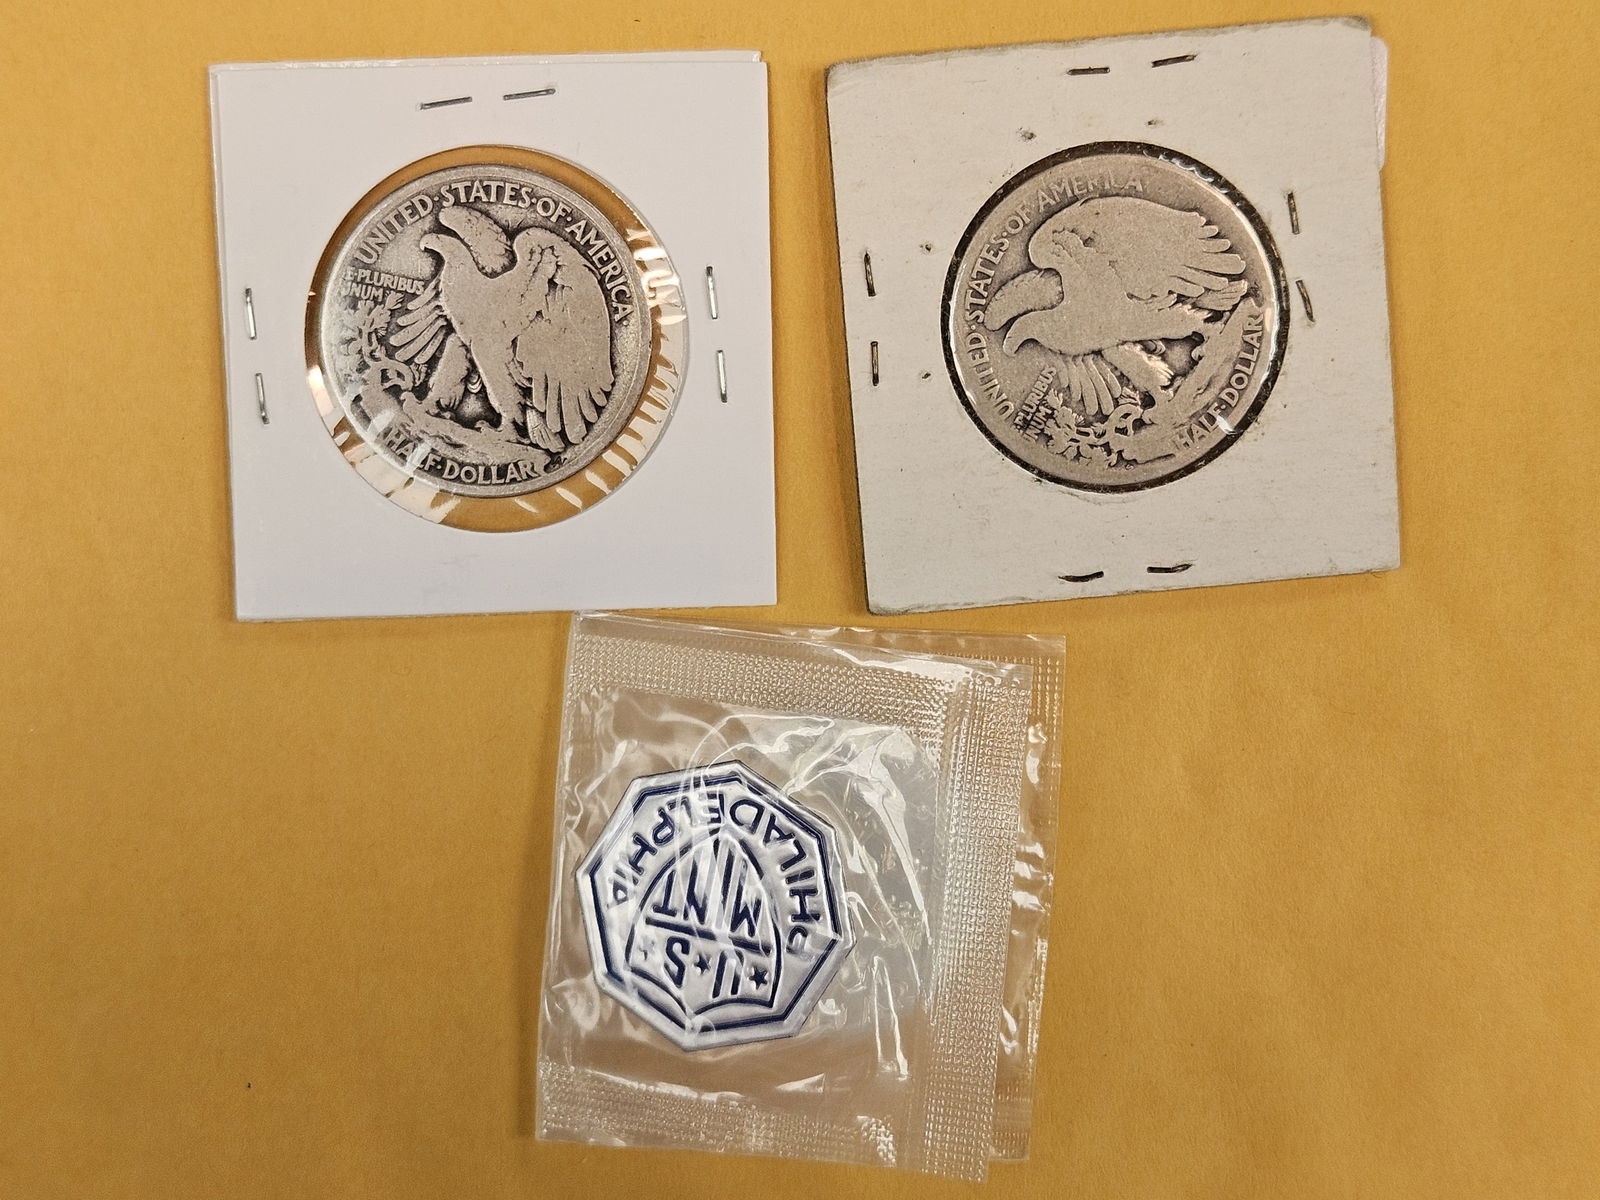 UNITED·STATES·OF·AMERICA
E·PLURIBUS
UNUM
HALF·DOLLAR
UNITED·STATES·OF AMERICA
PLURIBUS
UNUM
HALF·DOLLAR
PHILADELPHIA
U·S
MINT